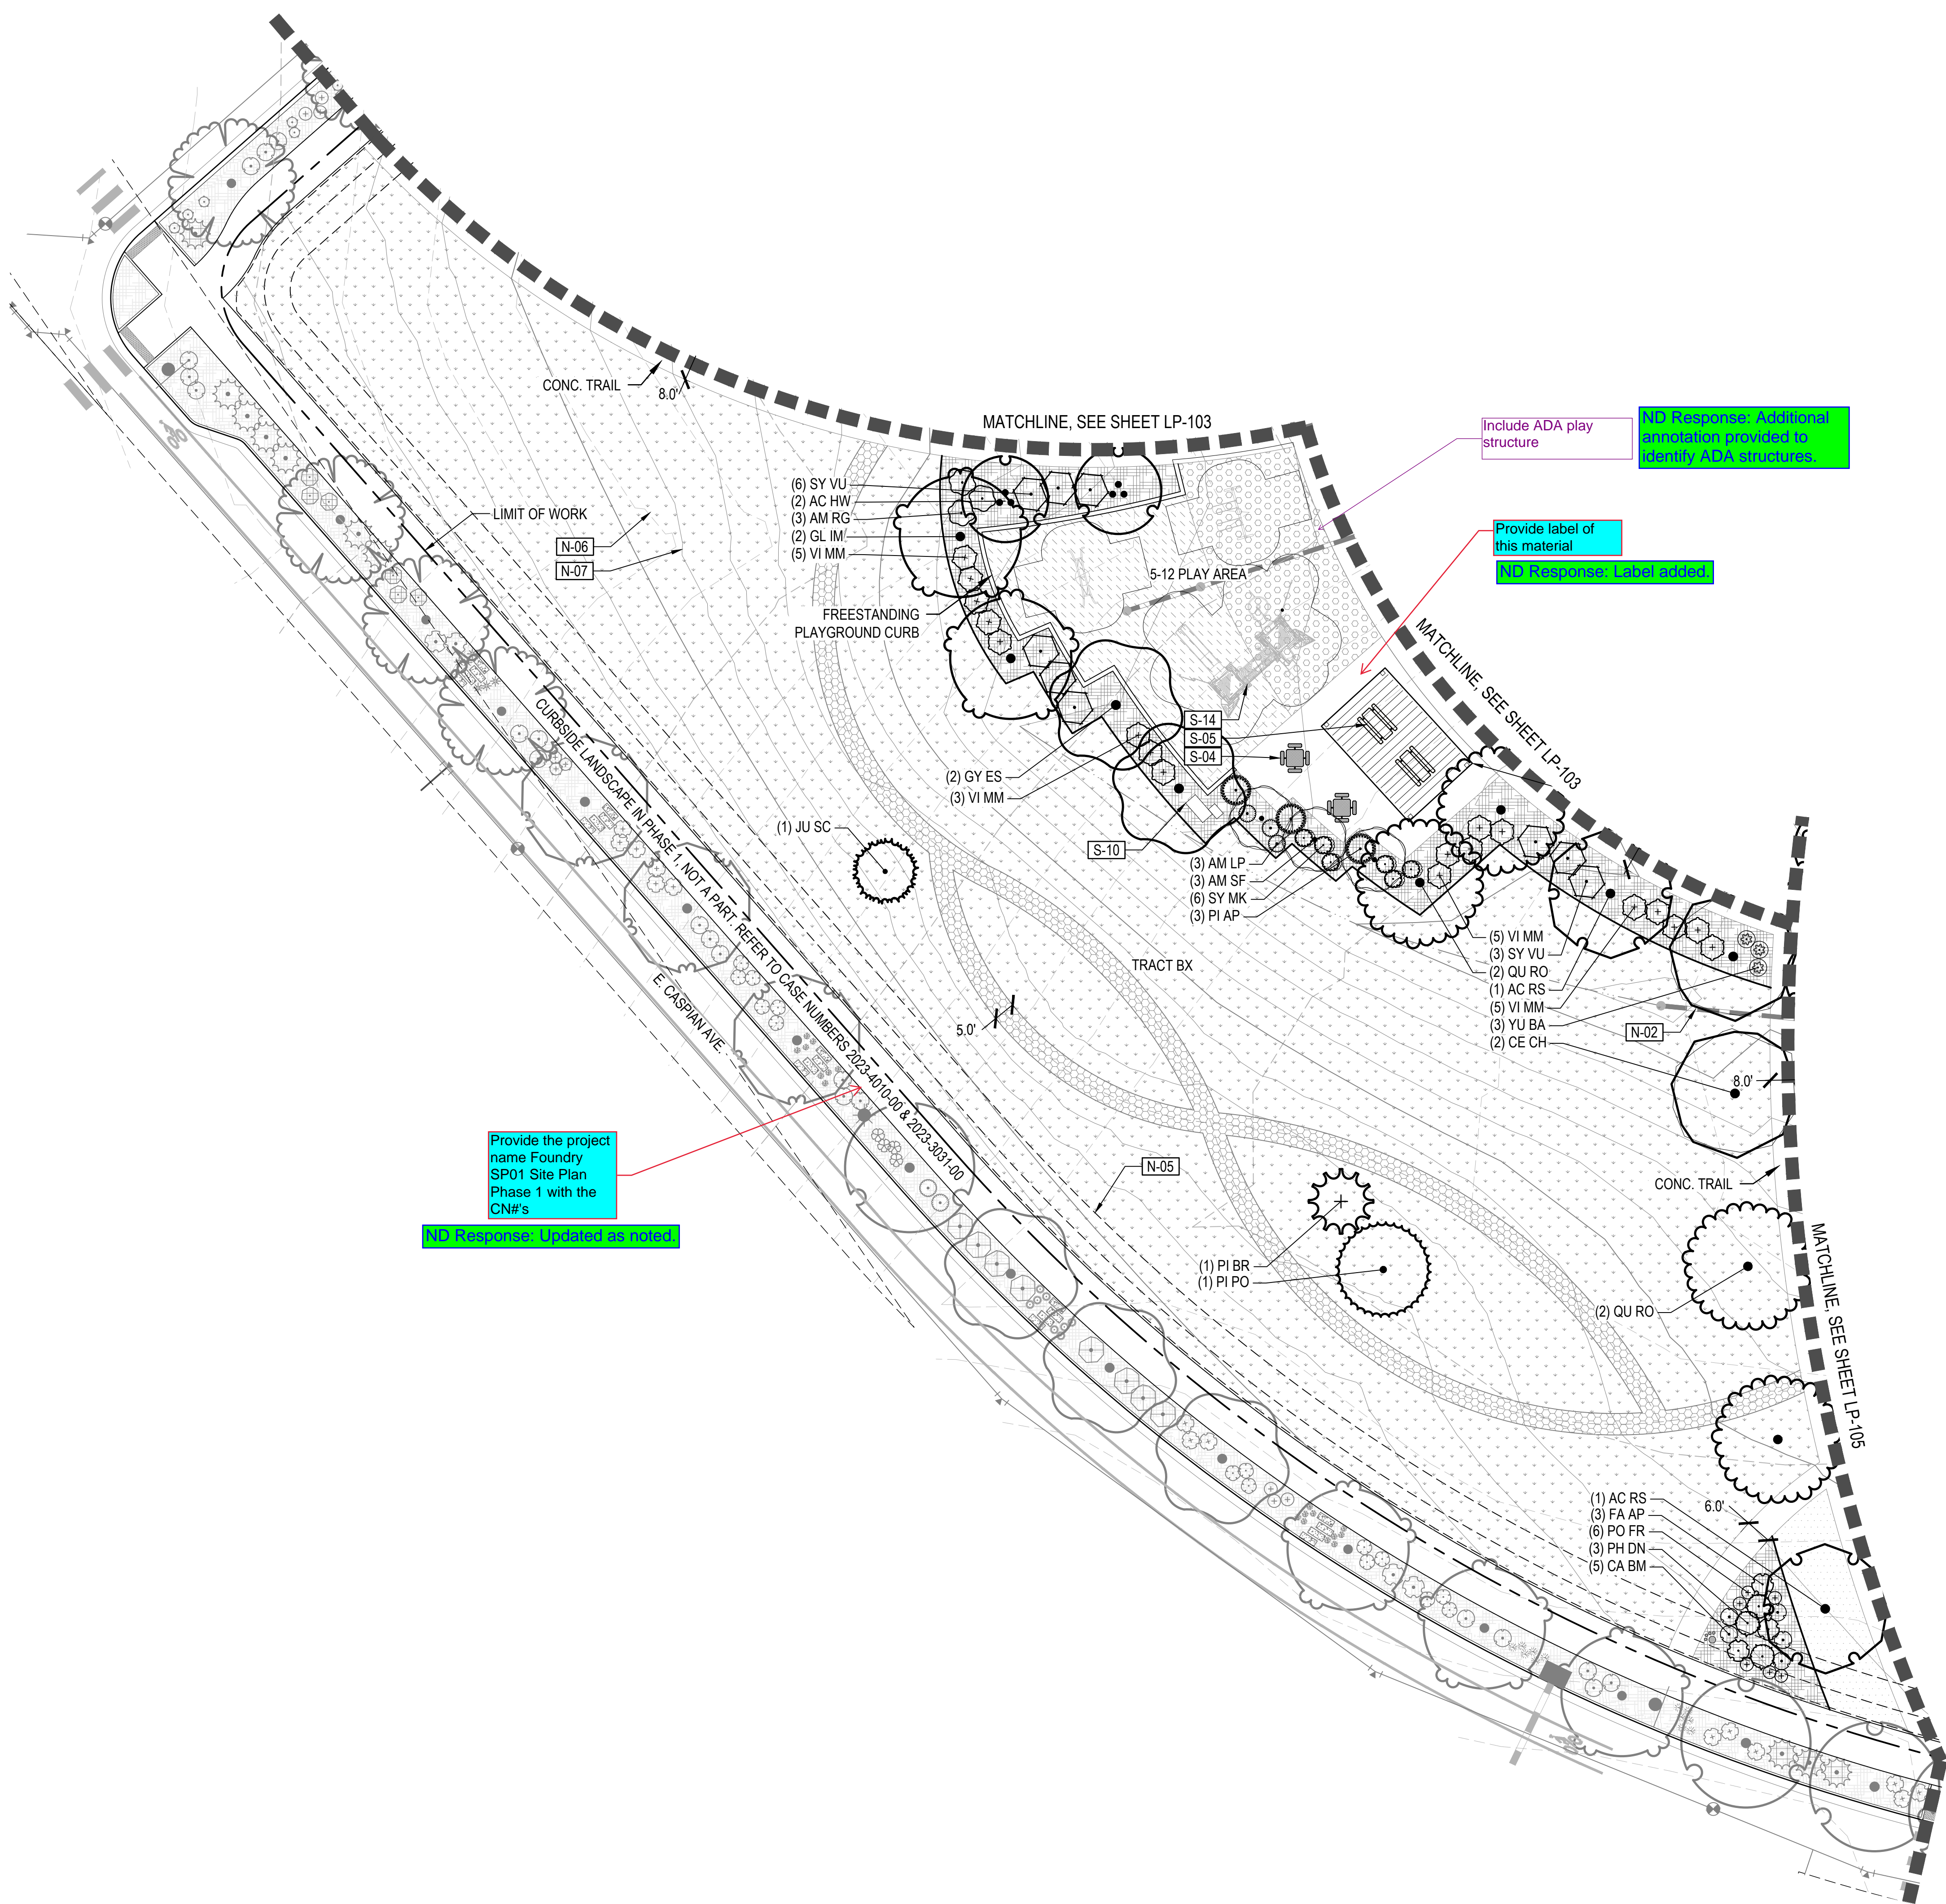 CONC. TRAIL
8.0'
MATCHLINE, SEE SHEET LP-103
Include ADA play
structure
ND Response: Additional
annotation provided to
identify ADA structures.
(6) SY VU
(2) AC HW
(3) AM RG
(2) GL IM
(5) VI MM
LIMIT OF WORK
N-06
N-07
Provide label of
this material
ND Response: Label added.
5-12 PLAY AREA
FREESTANDING
PLAYGROUND CURB
MATCHLINE, SEE SHEET LP-103
S-14
S-05
S-04
(2) GY ES
(3) VI MM
(1) JU SC
S-10
(3) AM LP
(3) AM SF
(6) SY MK
(3) PI AP
CURBSIDE LANDSCAPE IN PHASE 1, NOT A PART. REFER TO CASE NUMBERS 2023-4010-00 & 2023-3031-00
E. CASPIAN AVE.
TRACT BX
5.0'
(5) VI MM
(3) SY VU
(2) QU RO
(1) AC RS
(5) VI MM
(3) YU BA
(2) CE CH
N-02
8.0'
Provide the project
name Foundry
SP01 Site Plan
Phase 1 with the
CN#'s
ND Response: Updated as noted.
N-05
CONC. TRAIL
(1) PI BR
(1) PI PO
(2) QU RO
MATCHLINE, SEE SHEET LP-105
(1) AC RS
(3) FA AP
(6) PO FR
(3) PH DN
(5) CA BM
6.0'